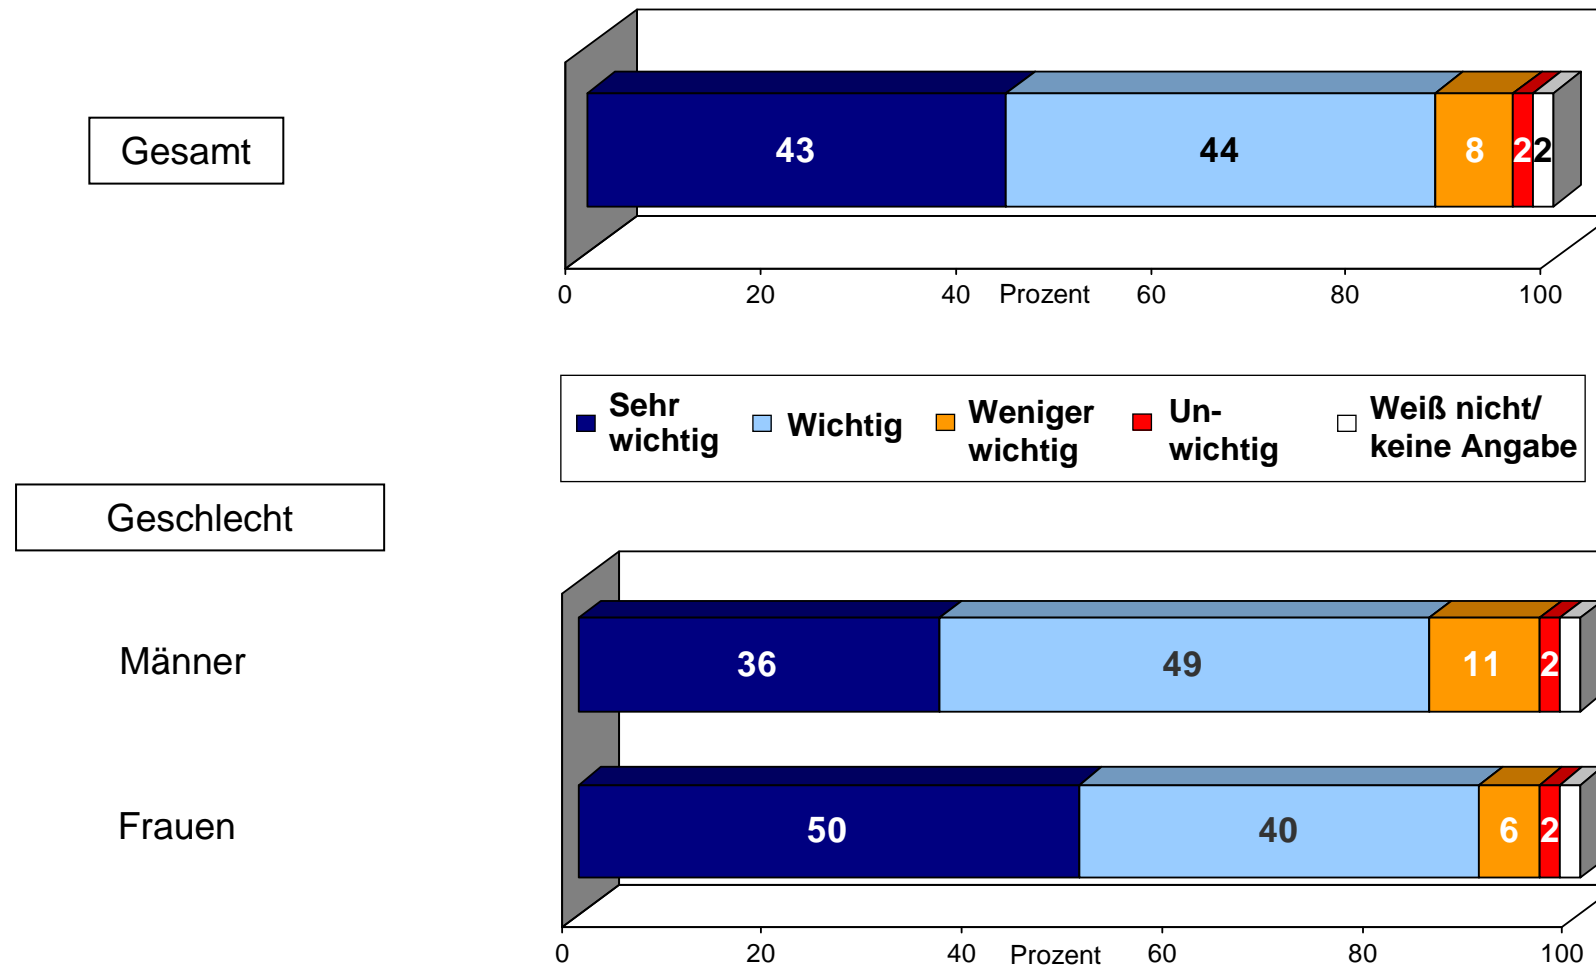 Gesamt
43 44 8 2 2
0 20 40 Prozent 60 80 100
Sehr wichtig
Wichtig
Weniger wichtig
Un-
wichtig
Weiß nicht/
keine Angabe
Geschlecht
Männer
36 49 11 2
Frauen
50 40 6 2
0 20 40 Prozent 60 80 100